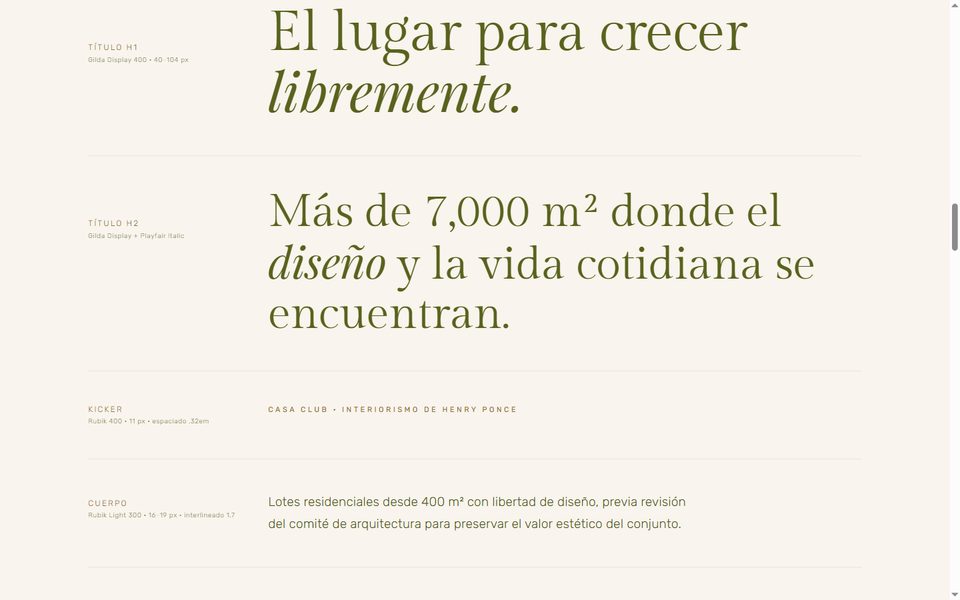 TÍTULO H1
Gilda Display 400 • 40–104 px
El lugar para crecer
libremente.
TÍTULO H2
Gilda Display + Playfair Italic
Más de 7,000 m² donde el
diseño y la vida cotidiana se
encuentran.
KICKER
Rubik 400 • 11 px • espaciado .32em
CASA CLUB • INTERIORISMO DE HENRY PONCE
CUERPO
Rubik Light 300 • 16–19 px • interlineado 1.7
Lotes residenciales desde 400 m² con libertad de diseño, previa revisión
del comité de arquitectura para preservar el valor estético del conjunto.